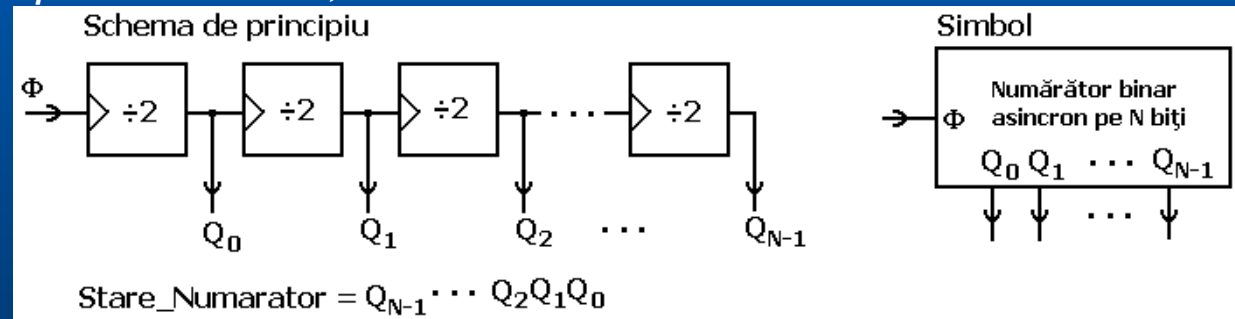 Schema de principiu
Φ ÷2 ÷2 ÷2 ··· ÷2
Q0 Q1 Q2 ··· QN-1
Stare_Numarator = QN-1 ··· Q2Q1Q0
Simbol
Numărător binar
Φ asincron pe N biţi
Q0 Q1 ··· QN-1
···